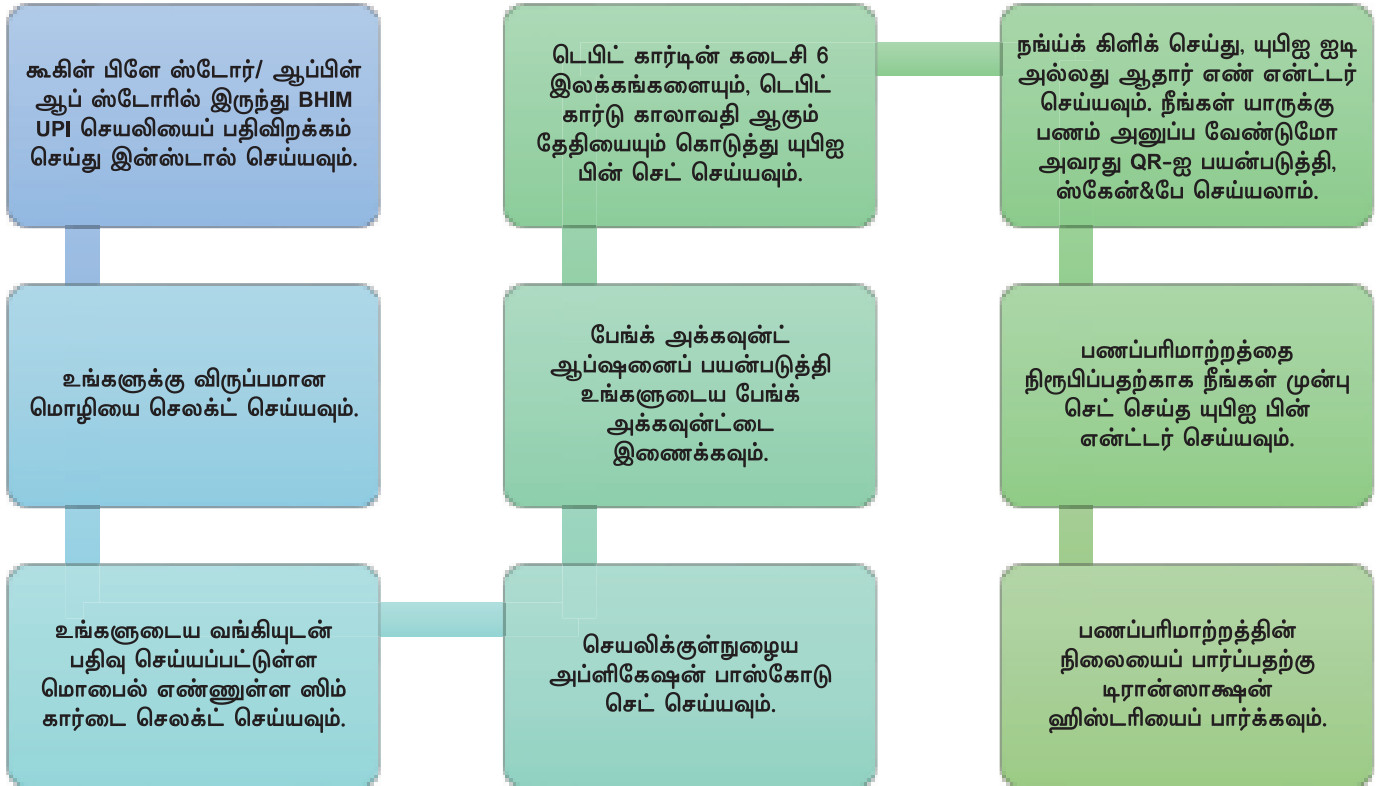 கூகிள் பிளே ஸ்டோர்/ ஆப்பிள்
ஆப் ஸ்டோரில் இருந்து BHIM
UPI செயலியைப் பதிவிறக்கம்
செய்து இன்ஸ்டால் செய்யவும்.
உங்களுக்கு விருப்பமான
மொழியை செலக்ட் செய்யவும்.
உங்களுடைய வங்கியுடன்
பதிவு செய்யப்பட்டுள்ள
மொபைல் எண்ணுள்ள ஸிம்
கார்டை செலக்ட் செய்யவும்.
செயலிக்குள்நுழைய
அப்ளிகேஷன் பாஸ்கோடு
செட் செய்யவும்.
பேங்க் அக்கவுன்ட்
ஆப்ஷனைப் பயன்படுத்தி
உங்களுடைய பேங்க்
அக்கவுன்ட்டை
இணைக்கவும்.
டெபிட் கார்டின் கடைசி 6
இலக்கங்களையும், டெபிட்
கார்டு காலாவதி ஆகும்
தேதியையும் கொடுத்து யுபிஐ
பின் செட் செய்யவும்.
நங்ய்க் கிளிக் செய்து, யுபிஐ ஐடி
அல்லது ஆதார் எண் என்ட்டர்
செய்யவும். நீங்கள் யாருக்கு
பணம் அனுப்ப வேண்டுமோ
அவரது QR-ஐ பயன்படுத்தி,
ஸ்கேன்&பே செய்யலாம்.
பணப்பரிமாற்றத்தை
நிரூபிப்பதற்காக நீங்கள் முன்பு
செட் செய்த யுபிஐ பின்
என்ட்டர் செய்யவும்.
பணப்பரிமாற்றத்தின்
நிலையைப் பார்ப்பதற்கு
டிரான்ஸாக்ஷன்
ஹிஸ்டரியைப் பார்க்கவும்.